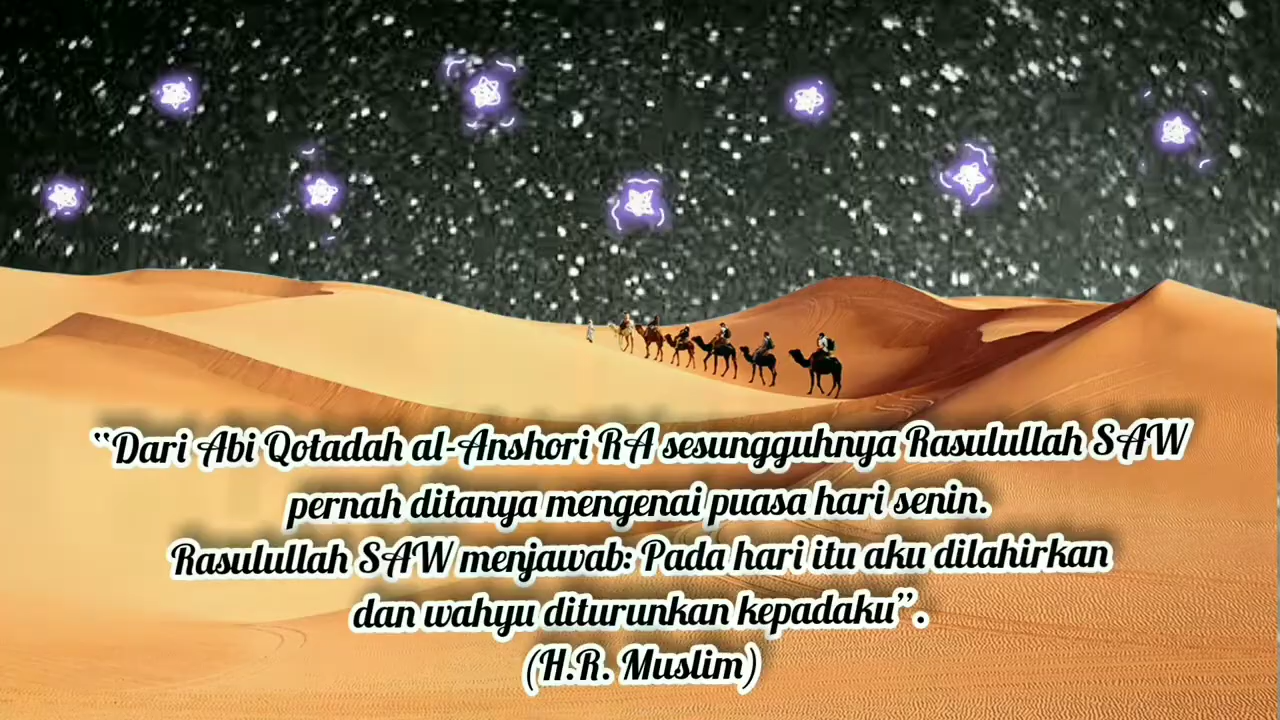 “Dari Abi Qotadah al-Anshori RA sesungguhnya Rasulullah SAW
pernah ditanya mengenai puasa hari senin.
Rasulullah SAW menjawab: Pada hari itu aku dilahirkan
dan wahyu diturunkan kepadaku”.
(H.R. Muslim)